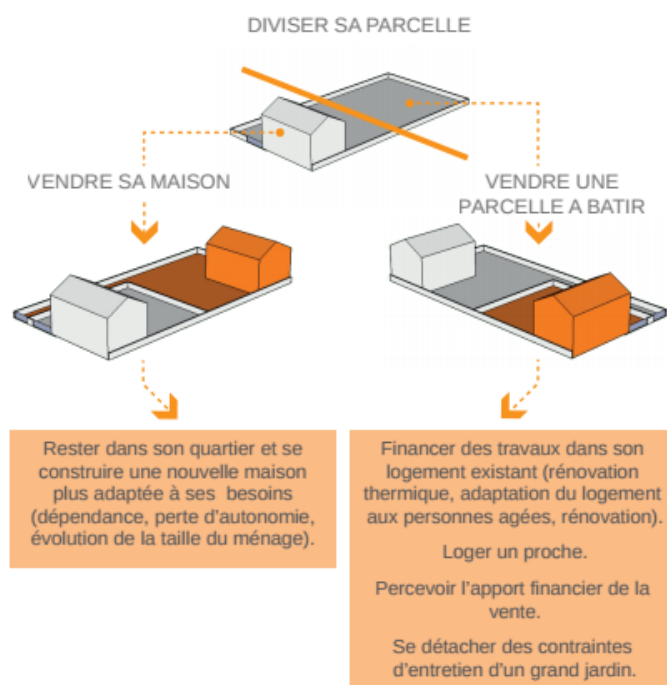 DIVISER SA PARCELLE
VENDRE SA MAISON
VENDRE UNE
PARCELLE A BATIR
Rester dans son quartier et se
construire une nouvelle maison
plus adaptée à ses besoins
(dépendance, perte d'autonomie,
évolution de la taille du ménage).
Financer des travaux dans son
logement existant (rénovation
thermique, adaptation du logement
aux personnes agées, rénovation).
Loger un proche.
Percevoir l'apport financier de la
vente.
Se détacher des contraintes
d'entretien d'un grand jardin.